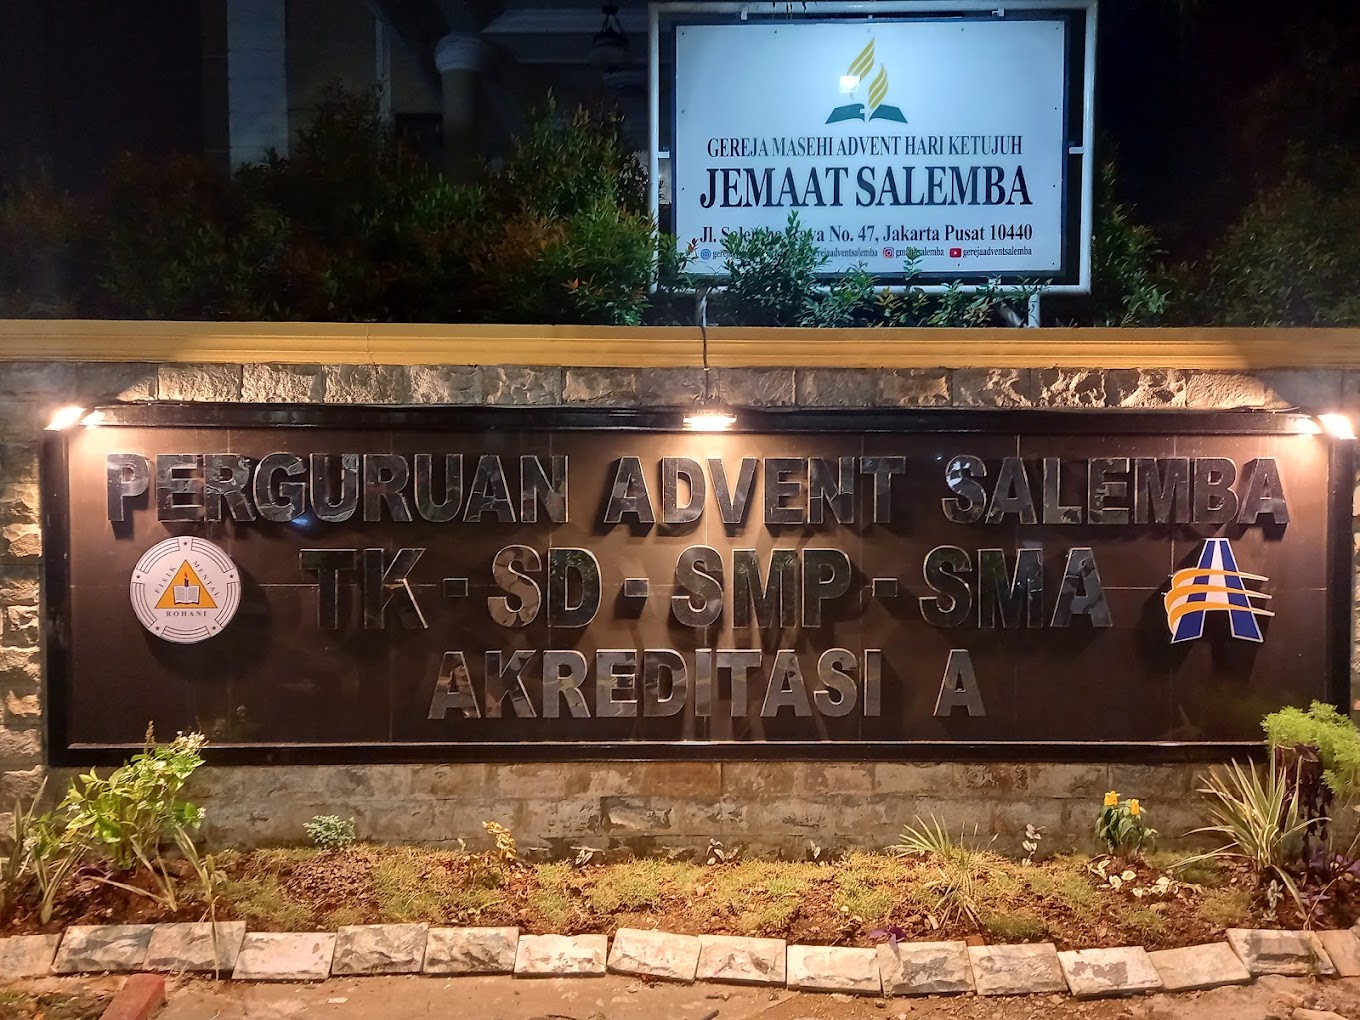 GEREJA MASEHI ADVENT HARI KETUJUH
JEMAAT SALEMBA
Jl. Salemba Raya No. 47, Jakarta Pusat 10440
gerejaadventsalemba
PERGURUAN ADVENT SALEMBA
FISIK MENTAL ROHANI
TK - SD - SMP - SMA
AKREDITASI A